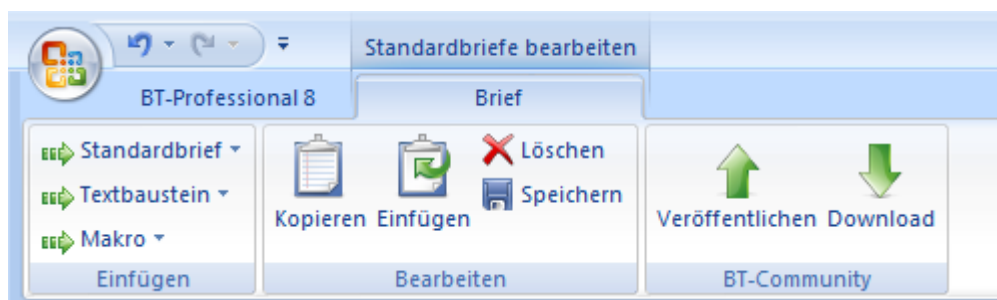 Standardbriefe bearbeiten
BT-Professional 8
Brief
Standardbrief
Textbaustein
Makro
Einfügen
Kopieren
Einfügen
Löschen
Speichern
Bearbeiten
Veröffentlichen
Download
BT-Community